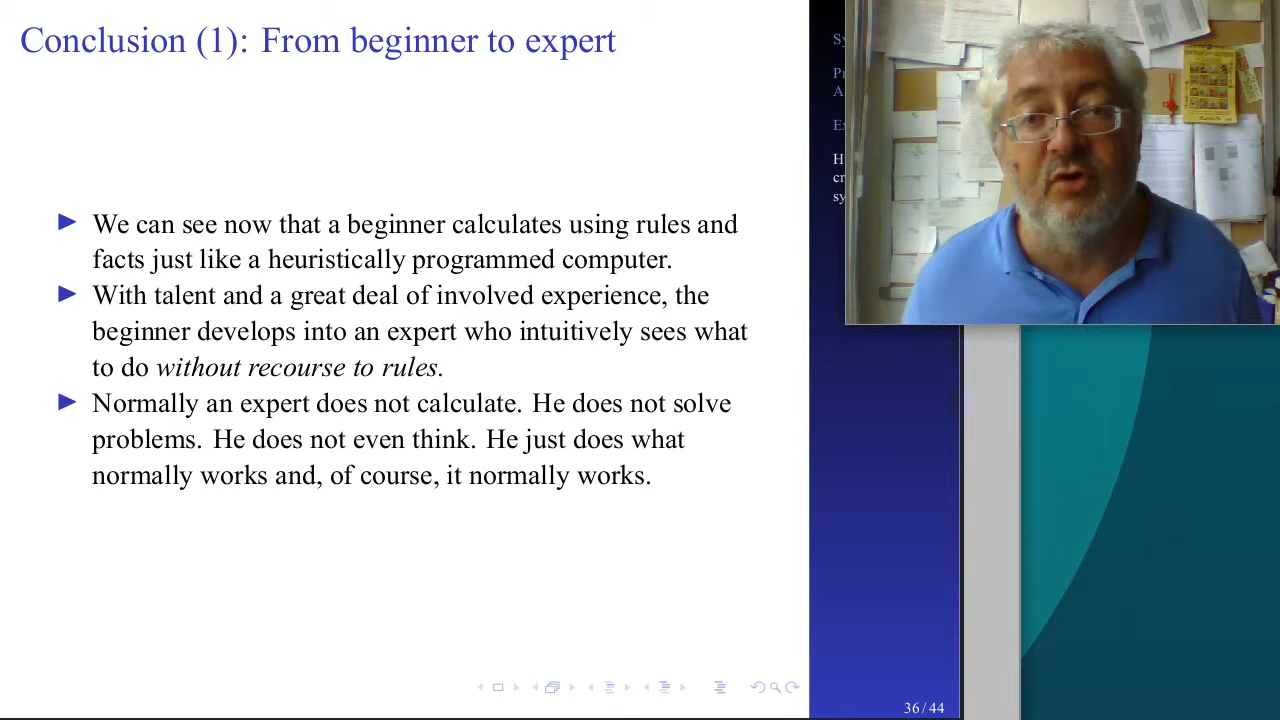 Conclusion (1): From beginner to expert
We can see now that a beginner calculates using rules and
facts just like a heuristically programmed computer.
With talent and a great deal of involved experience, the
beginner develops into an expert who intuitively sees what
to do without recourse to rules.
Normally an expert does not calculate. He does not solve
problems. He does not even think. He just does what
normally works and, of course, it normally works.
36 / 44